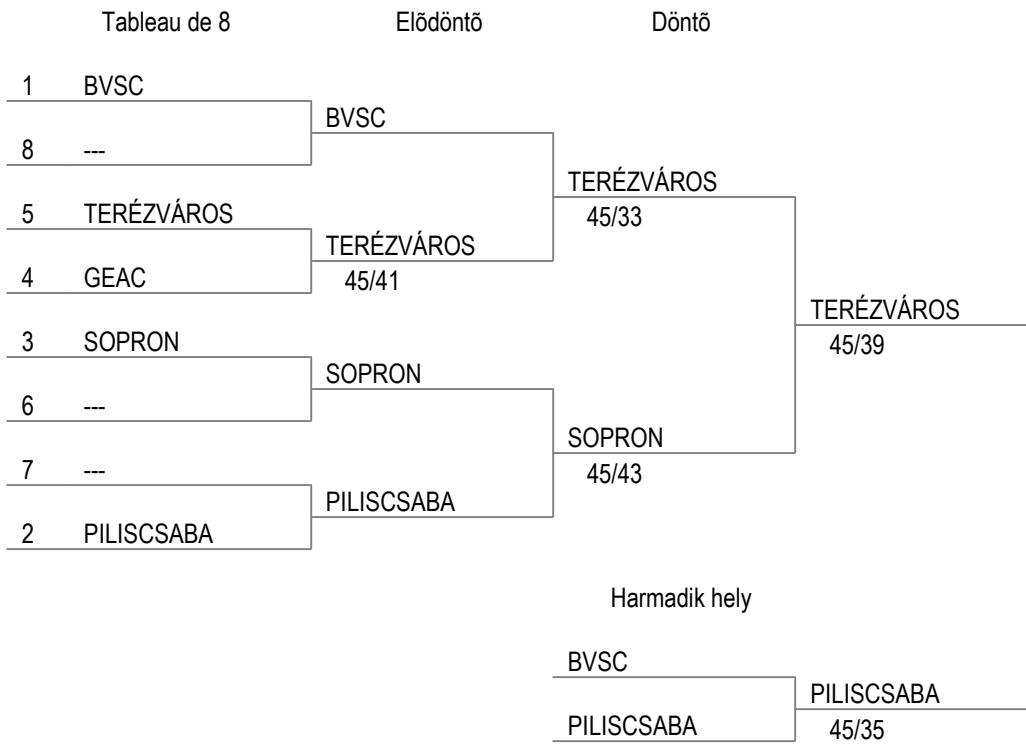 Tableau de 8 Elõdöntõ Döntõ
1 BVSC
BVSC
8 ---
TERÉZVÁROS
5 TERÉZVÁROS 45/33
TERÉZVÁROS
4 GEAC 45/41
TERÉZVÁROS
3 SOPRON 45/39
SOPRON
6 ---
SOPRON
7 --- 45/43
PILISCSABA
2 PILISCSABA
Harmadik hely
BVSC
PILISCSABA
PILISCSABA 45/35